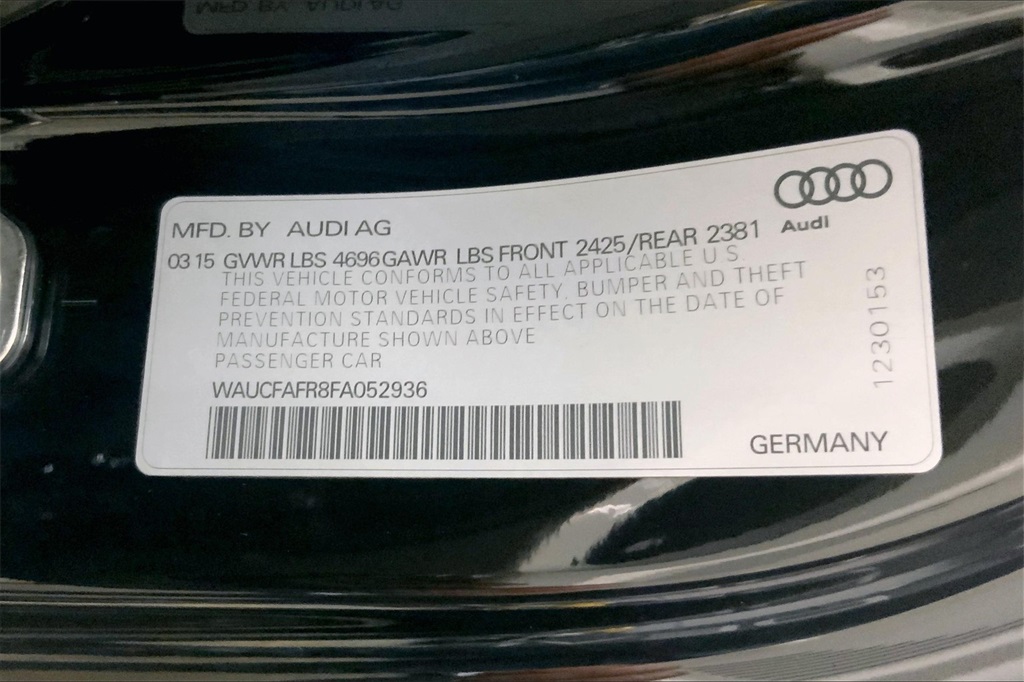 MFD. BY AUDI AG
Audi
03 15 GVWR LBS 4696 GAWR LBS FRONT 2425/REAR 2381
THIS VEHICLE CONFORMS TO ALL APPLICABLE U S
FEDERAL MOTOR VEHICLE SAFETY, BUMPER AND THEFT
PREVENTION STANDARDS IN EFFECT ON THE DATE OF
MANUFACTURE SHOWN ABOVE
PASSENGER CAR
WAUCFAFR8FA052936
1230153
GERMANY